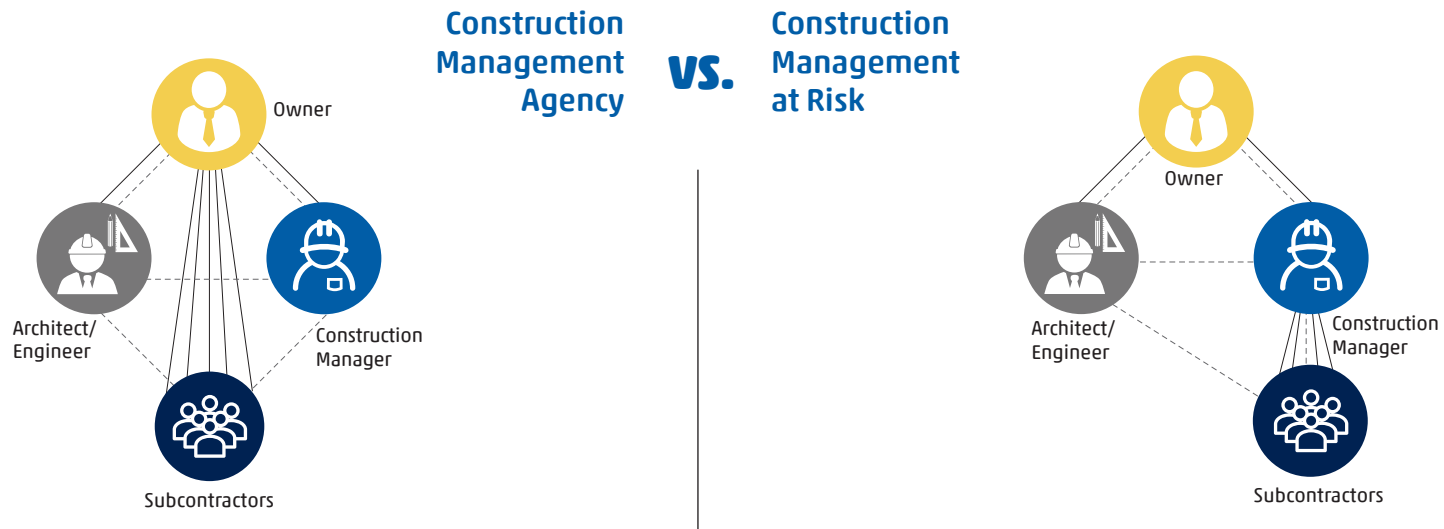 Construction
Management
Agency
vs.
Construction
Management
at Risk
Owner
Architect/
Engineer
Construction
Manager
Subcontractors
Owner
Architect/
Engineer
Construction
Manager
Subcontractors